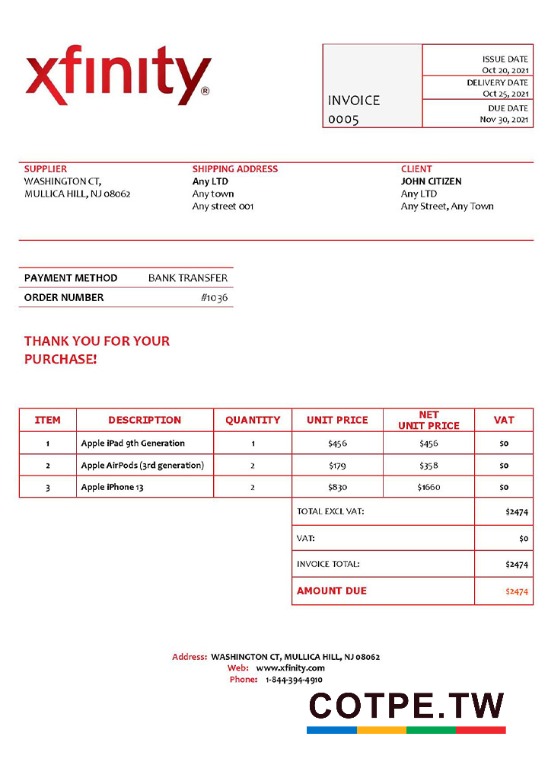 xfinity®
ISSUE DATE
Oct 20, 2021
DELIVERY DATE
Oct 25, 2021
INVOICE
0005
DUE DATE
Nov 30, 2021
SUPPLIER SHIPPING ADDRESS CLIENT
WASHINGTON CT, Any LTD JOHN CITIZEN
MULLICA HILL, NJ 08062 Any town Any LTD
Any street 001 Any Street, Any Town
PAYMENT METHOD BANK TRANSFER
ORDER NUMBER #1036
THANK YOU FOR YOUR
PURCHASE!
ITEM DESCRIPTION QUANTITY UNIT PRICE NET UNIT PRICE VAT
1 Apple iPad 9th Generation 1 $456 $456 $0
2 Apple AirPods (3rd generation) 2 $179 $358 $0
3 Apple iPhone 13 2 $830 $1660 $0
TOTAL EXCL VAT: $2474
VAT: $0
INVOICE TOTAL: $2474
AMOUNT DUE $2474
Address: WASHINGTON CT, MULLICA HILL, NJ 08062
Web: www.xfinity.com
Phone: 1-844-394-4910
COTPE.TW